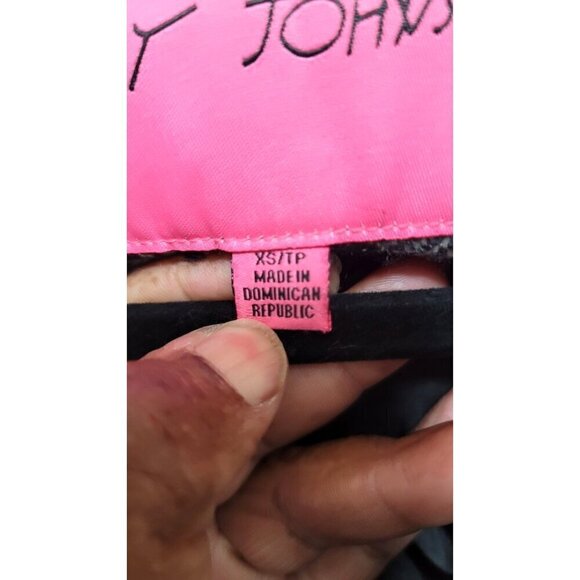 Y JOHNS
XS/TP
MADE IN
DOMINICAN
REPUBLIC